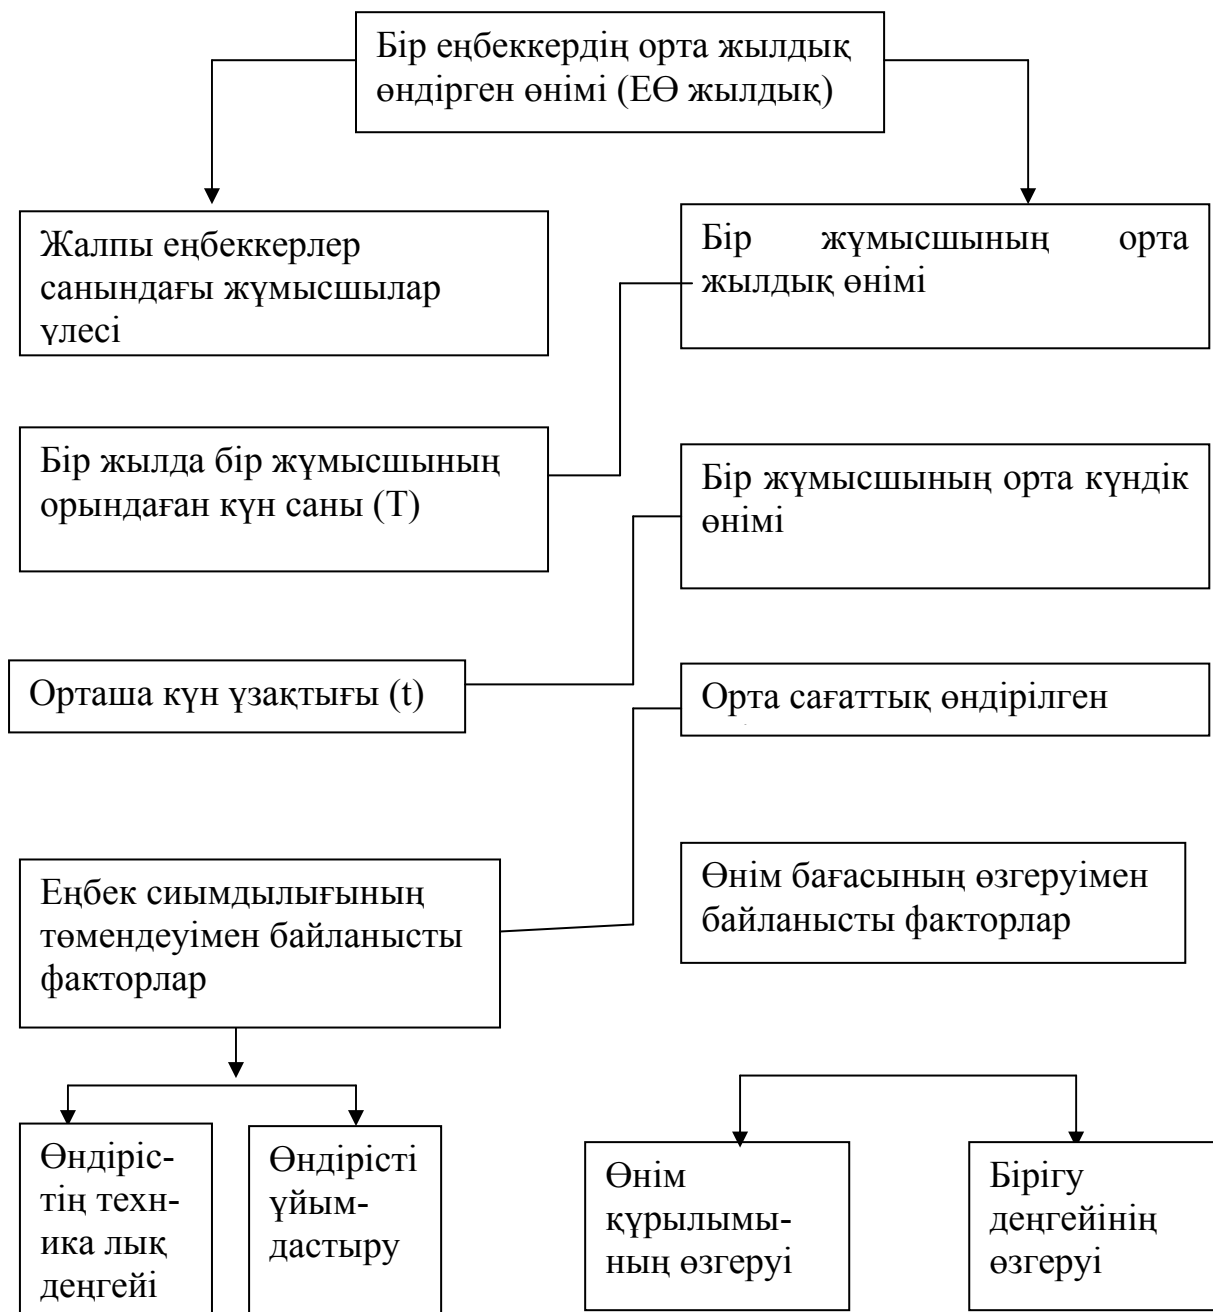 Бір еңбеккердің орта жылдық
өндірген өнімі (ЕӨ жылдық)
Жалпы еңбеккерлер
санындағы жұмысшылар
үлесі
Бір жұмысшының орта
жылдық өнімі
Бір жылда бір жұмысшының
орындаған күн саны (Т)
Бір жұмысшының орта күндік
өнімі
Орташа күн ұзақтығы (t)
Орта сағаттық өндірілген
Еңбек сиымдылығының
төмендеуімен байланысты
факторлар
Өнім бағасының өзгеруімен
байланысты факторлар
Өндіріс-
тің техн-
ика лық
деңгейі
Өндірісті
ұйым-
дастыру
Өнім
құрылымы-
ның өзгеруі
Бірігу
деңгейінің
өзгеруі